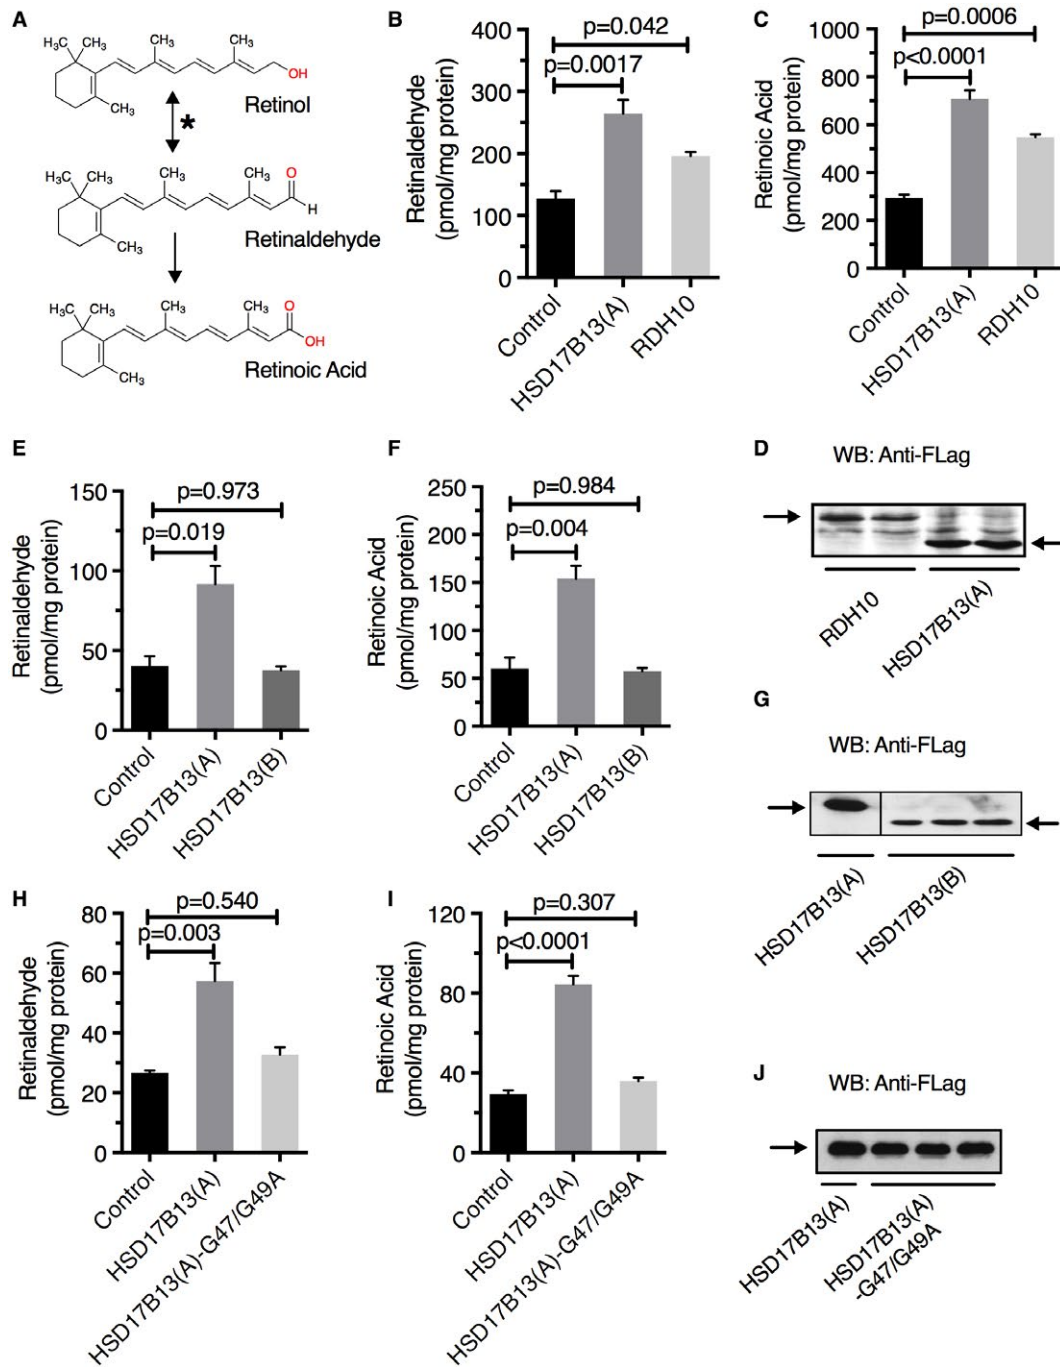 A
H₃C
CH₃
CH₃
CH₃
OH
CH₃
Retinol
*
H₃C
CH₃
CH₃
CH₃
O
H
CH₃
Retinaldehyde
H₃C
CH₃
CH₃
CH₃
O
OH
CH₃
Retinoic Acid
B
Retinaldehyde
(pmol/mg protein)
400
300
200
100
0
p=0.042
p=0.0017
Control
HSD17B13(A)
RDH10
C
Retinoic Acid
(pmol/mg protein)
1000
800
600
400
200
0
p=0.0006
p<0.0001
Control
HSD17B13(A)
RDH10
E
Retinaldehyde
(pmol/mg protein)
150
100
50
0
p=0.973
p=0.019
Control
HSD17B13(A)
HSD17B13(B)
F
Retinoic Acid
(pmol/mg protein)
250
200
150
100
50
0
p=0.984
p=0.004
Control
HSD17B13(A)
HSD17B13(B)
D
WB: Anti-FLag
RDH10
HSD17B13(A)
G
WB: Anti-FLag
HSD17B13(A)
HSD17B13(B)
H
Retinaldehyde
(pmol/mg protein)
80
60
40
20
0
p=0.540
p=0.003
Control
HSD17B13(A)
HSD17B13(A)-G47/G49A
I
Retinoic Acid
(pmol/mg protein)
120
80
40
0
p=0.307
p<0.0001
Control
HSD17B13(A)
HSD17B13(A)-G47/G49A
J
WB: Anti-FLag
HSD17B13(A)
HSD17B13(A)
-G47/G49A